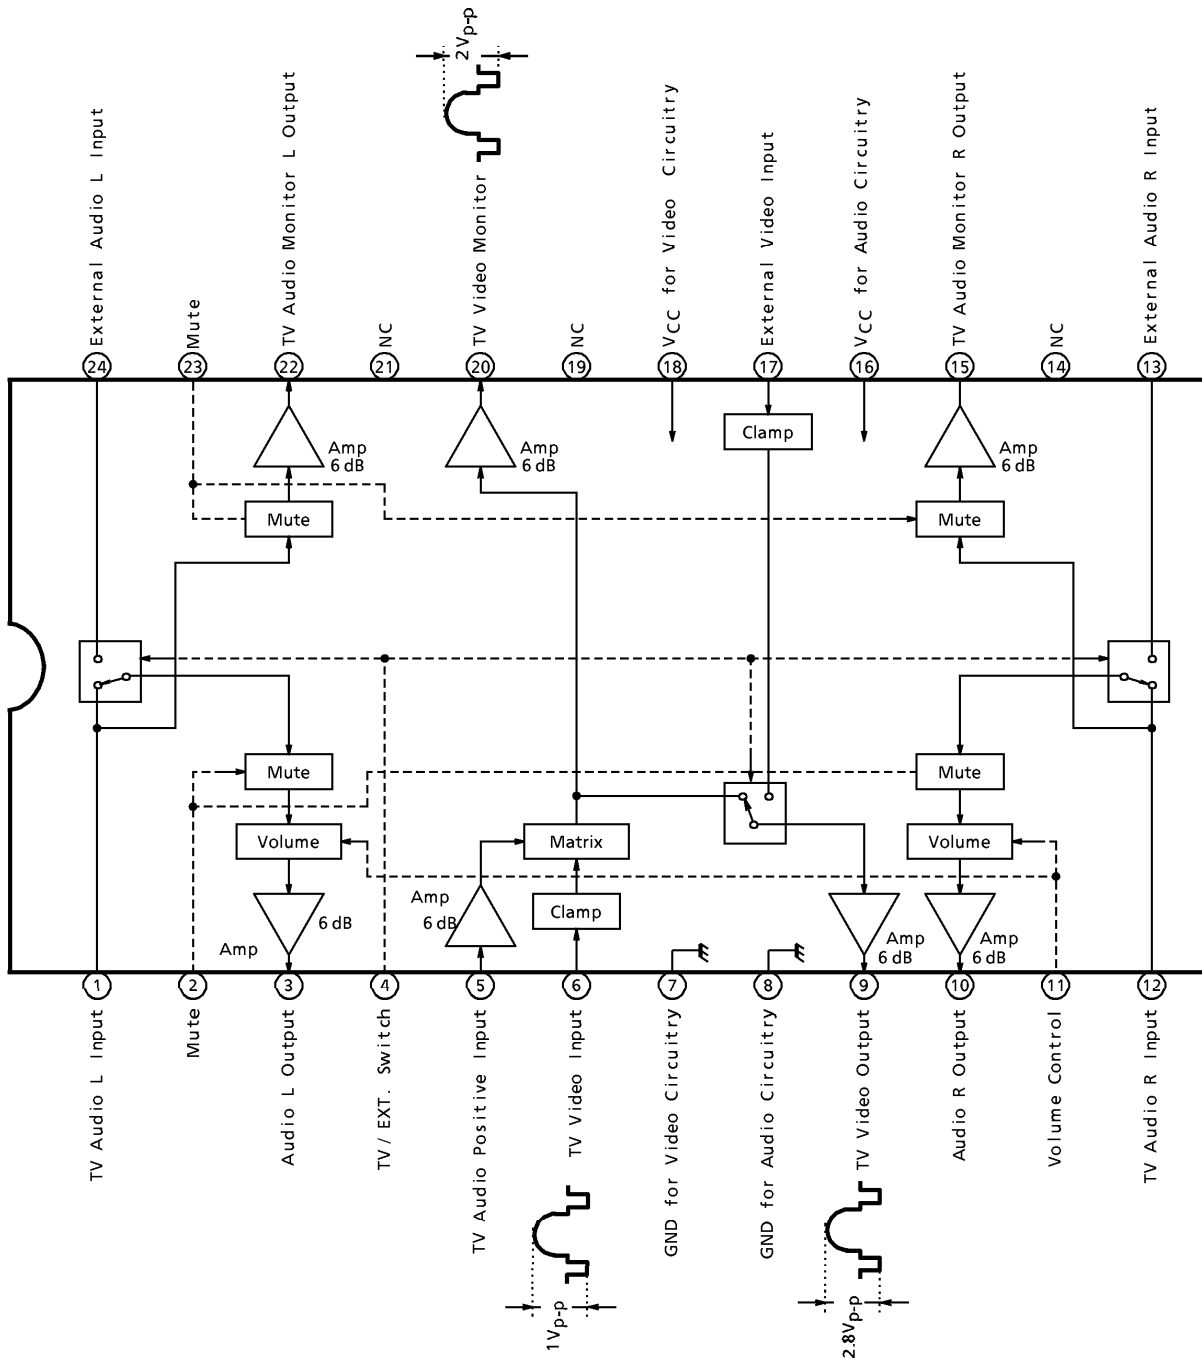 2Vp-p
External Audio L Input
Mute
TV Audio Monitor L Output
NC
TV Video Monitor
NC
VCC for Video Circuitry
External Video Input
VCC for Audio Circuitry
TV Audio Monitor R Output
NC
External Audio R Input
24
23
22
21
20
19
18
17
16
15
14
13
Amp
6 dB
Amp
6 dB
Clamp
Amp
6 dB
Mute
Mute
Mute
Mute
Volume
Matrix
Volume
Amp
6 dB
Amp
6 dB
Clamp
Amp
6 dB
Amp
6 dB
1
2
3
4
5
6
7
8
9
10
11
12
TV Audio L Input
Mute
Audio L Output
TV / EXT. Switch
TV Audio Positive Input
TV Video Input
GND for Video Circuitry
GND for Audio Circuitry
TV Video Output
Audio R Output
Volume Control
TV Audio R Input
1Vp-p
2.8Vp-p